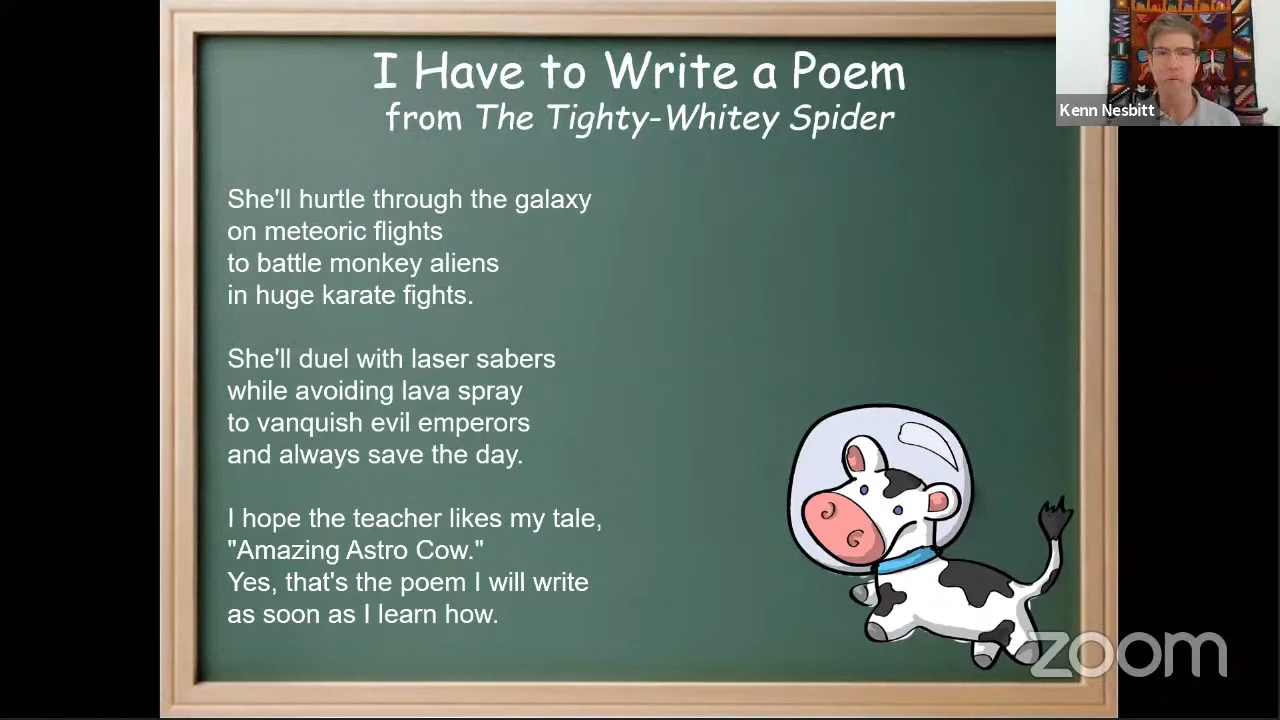 I Have to Write a Poem
from The Tighty-Whitey Spider
Kenn Nesbitt
She'll hurtle through the galaxy
on meteoric flights
to battle monkey aliens
in huge karate fights.
She'll duel with laser sabers
while avoiding lava spray
to vanquish evil emperors
and always save the day.
I hope the teacher likes my tale,
"Amazing Astro Cow."
Yes, that's the poem I will write
as soon as I learn how.
zoom